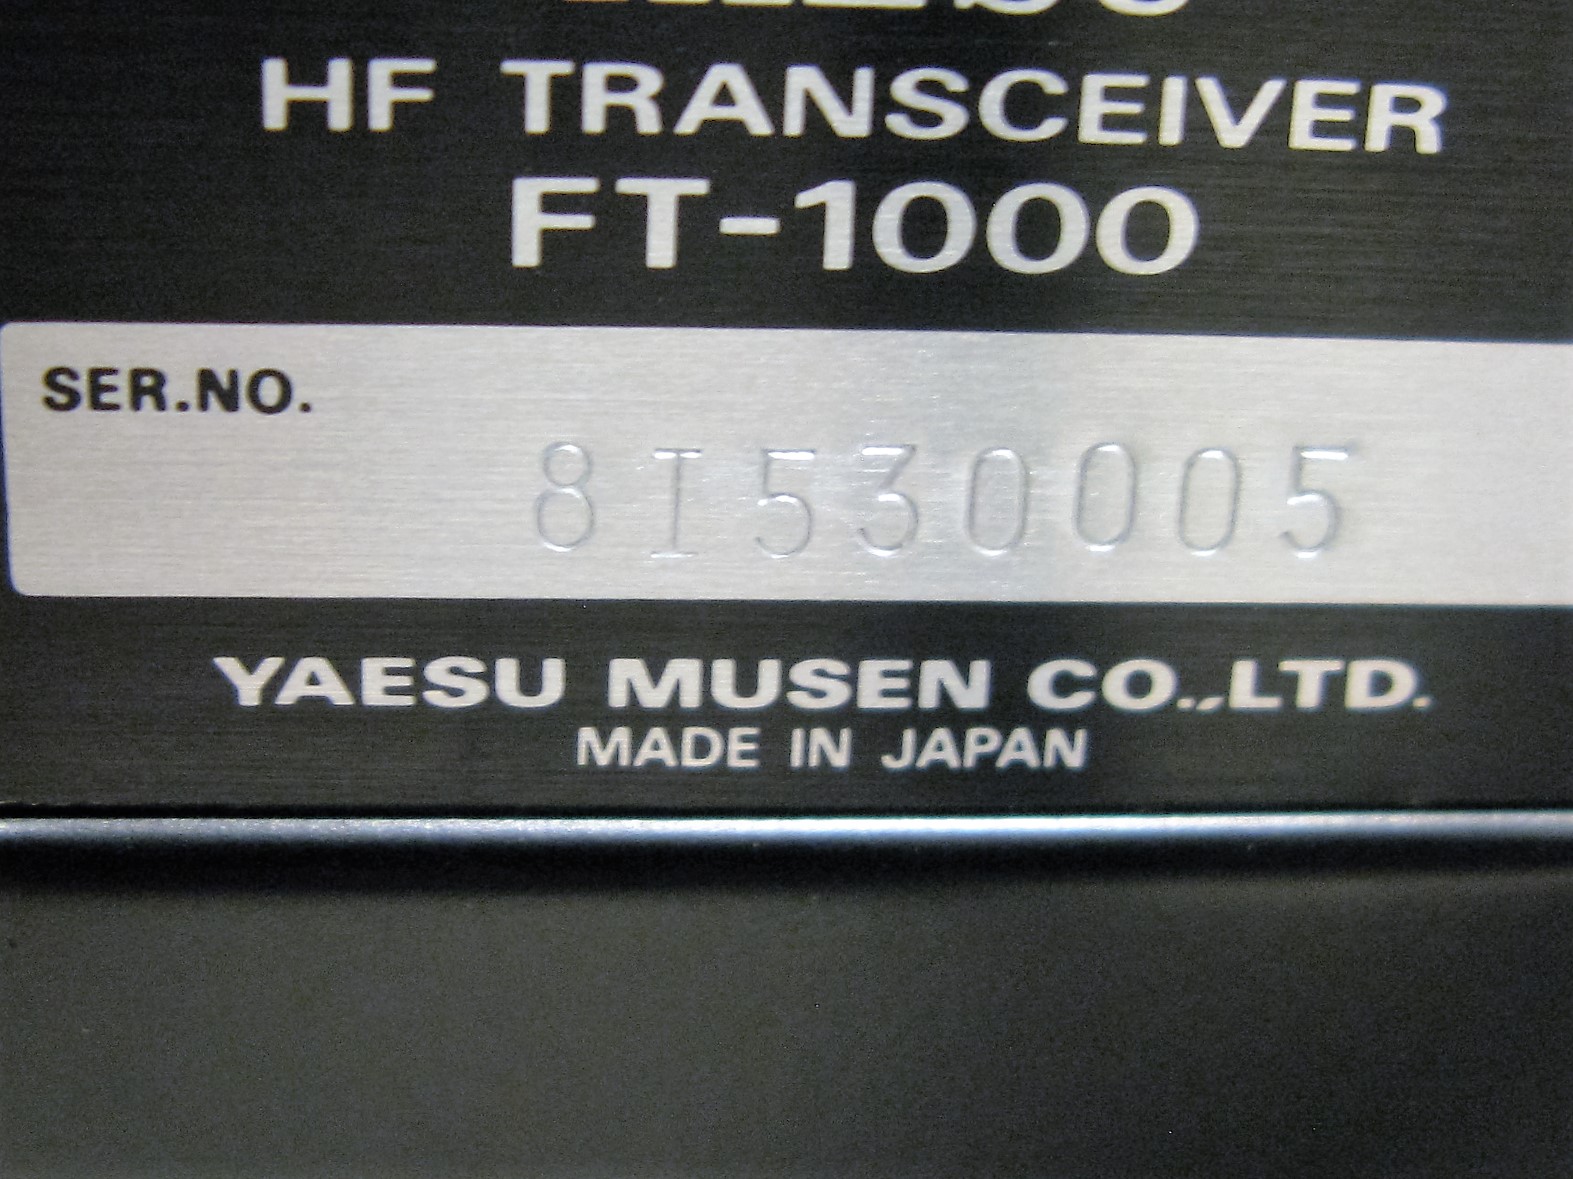 HF TRANSCEIVER
FT-1000
SER.NO.
8I530005
YAESU MUSEN CO.,LTD.
MADE IN JAPAN